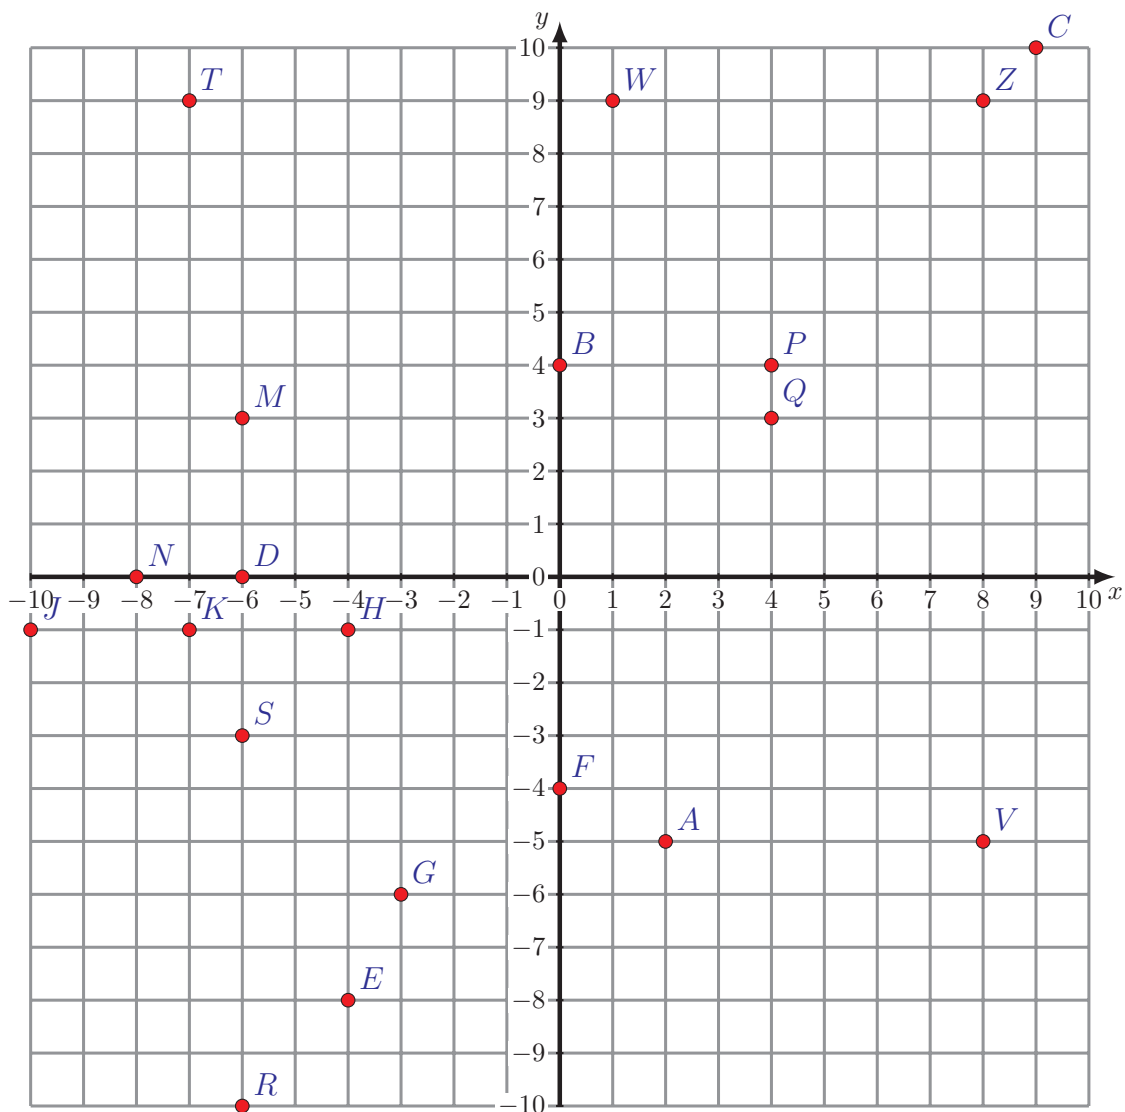 y
10 C
T 9 W Z
8
7
6
5
B 4 P
M 3 Q
2
1
N D 0
−10 −9 −8 −7 −6 −5 −4 −3 −2 −1 0 1 2 3 4 5 6 7 8 9 10 x
J K H
−1
−2
S −3
F
−4
A V
−5
G −6
−7
E −8
−9
R −10